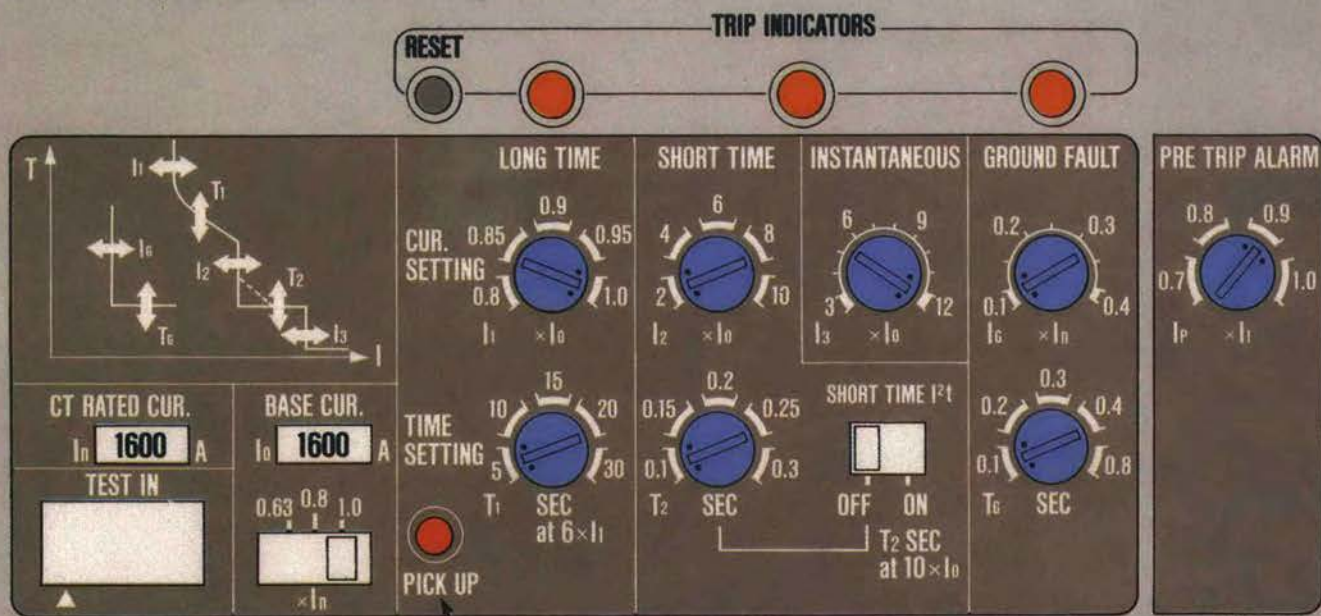 TRIP INDICATORS
RESET
LONG TIME
SHORT TIME
INSTANTANEOUS
GROUND FAULT
PRE TRIP ALARM
T
I₁
T₁
I_G
I₂
T₂
T_G
I₃
I
CUR.
SETTING
0.8
0.85
0.9
0.95
1.0
I₁
×I₀
2
4
6
8
10
I₂
×I₀
3
6
9
12
I₃
×I₀
0.1
0.2
0.3
0.4
I_G
×Iₙ
0.7
0.8
0.9
1.0
I_P
×I₁
CT RATED CUR.
Iₙ 1600 A
BASE CUR.
I₀ 1600 A
TEST IN
0.63 0.8 1.0
×Iₙ
PICK UP
TIME
SETTING
5
10
15
20
30
T₁
SEC
at 6×I₁
0.1
0.15
0.2
0.25
0.3
T₂
SEC
SHORT TIME I²t
OFF ON
T₂ SEC
at 10×I₀
0.1
0.2
0.3
0.4
0.8
T_G
SEC